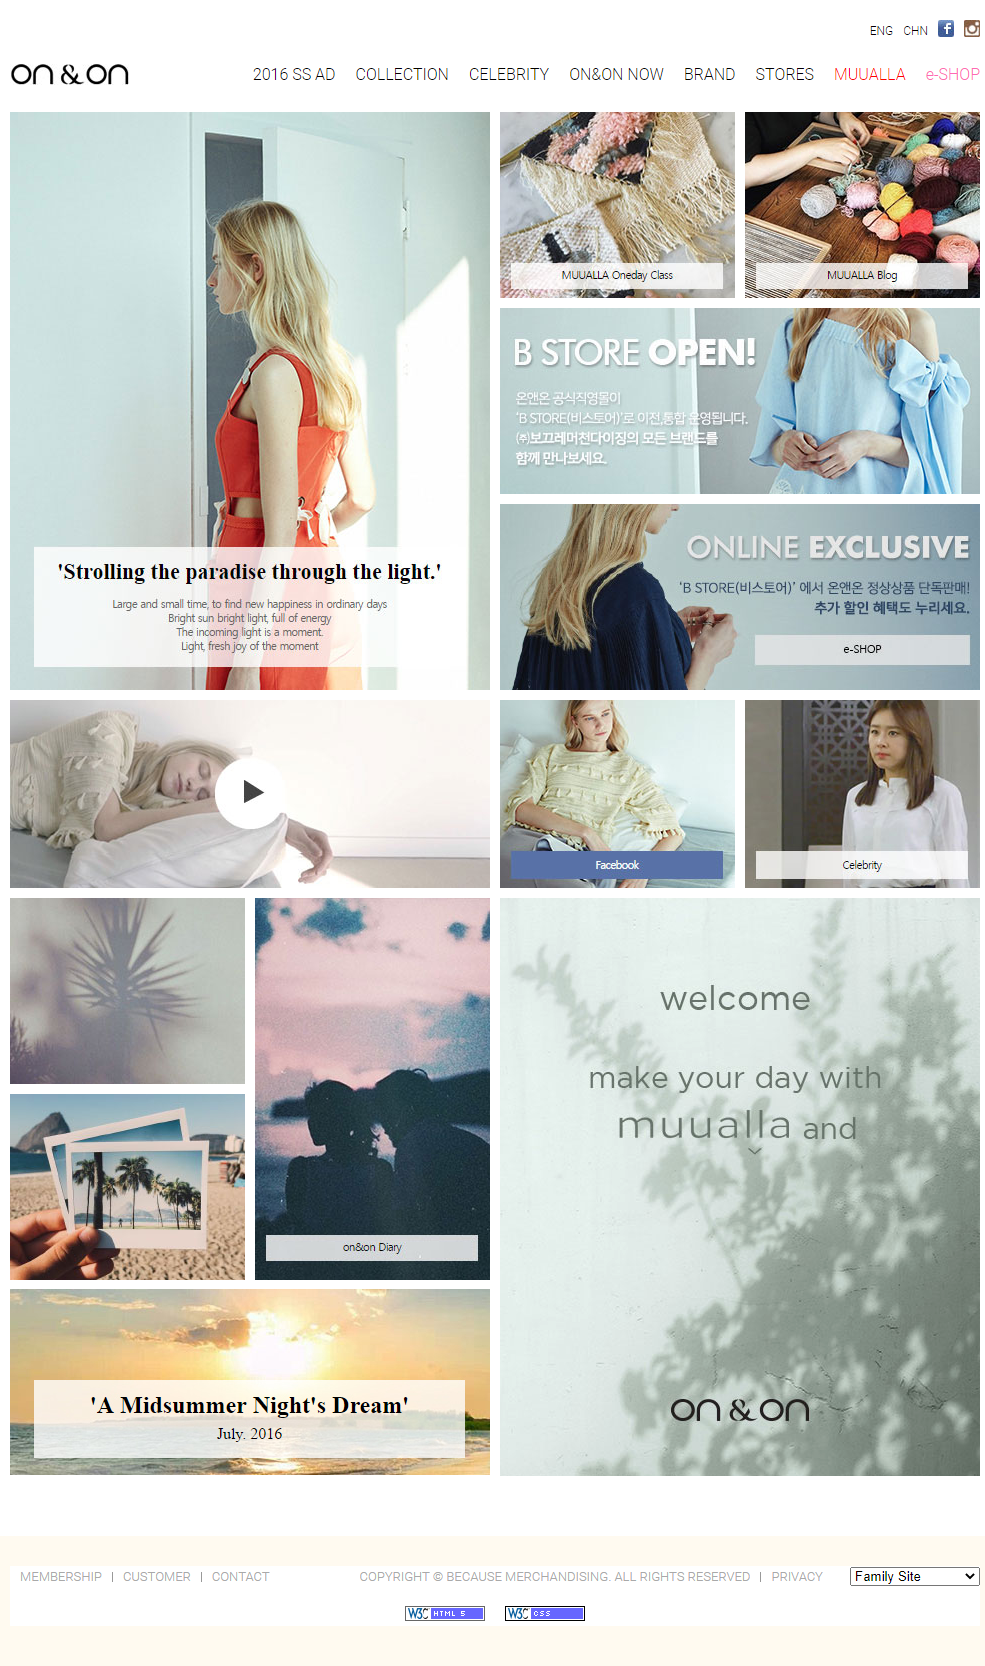 ENG CHN
on&on
2016 SS AD COLLECTION CELEBRITY ON&ON NOW BRAND STORES MUUALLA e-SHOP
MUUALLA Oneday Class
MUUALLA Blog
B STORE OPEN!
온앤온 공식직영몰이
'B STORE(비스토어)'로 이전,통합 운영됩니다.
㈜보끄레머천다이징의 모든 브랜드를
함께 만나보세요.
'Strolling the paradise through the light.'
Large and small time, to find new happiness in ordinary days
Bright sun bright light, full of energy
The incoming light is a moment.
Light, fresh joy of the moment
ONLINE EXCLUSIVE
'B STORE(비스토어)' 에서 온앤온 정상상품 단독판매!
추가 할인 혜택도 누리세요.
e-SHOP
Facebook
Celebrity
on&on Diary
welcome
make your day with
muualla and
on&on
'A Midsummer Night's Dream'
July. 2016
MEMBERSHIP | CUSTOMER | CONTACT
COPYRIGHT © BECAUSE MERCHANDISING. ALL RIGHTS RESERVED | PRIVACY
Family Site
W3C HTML 5
W3C CSS